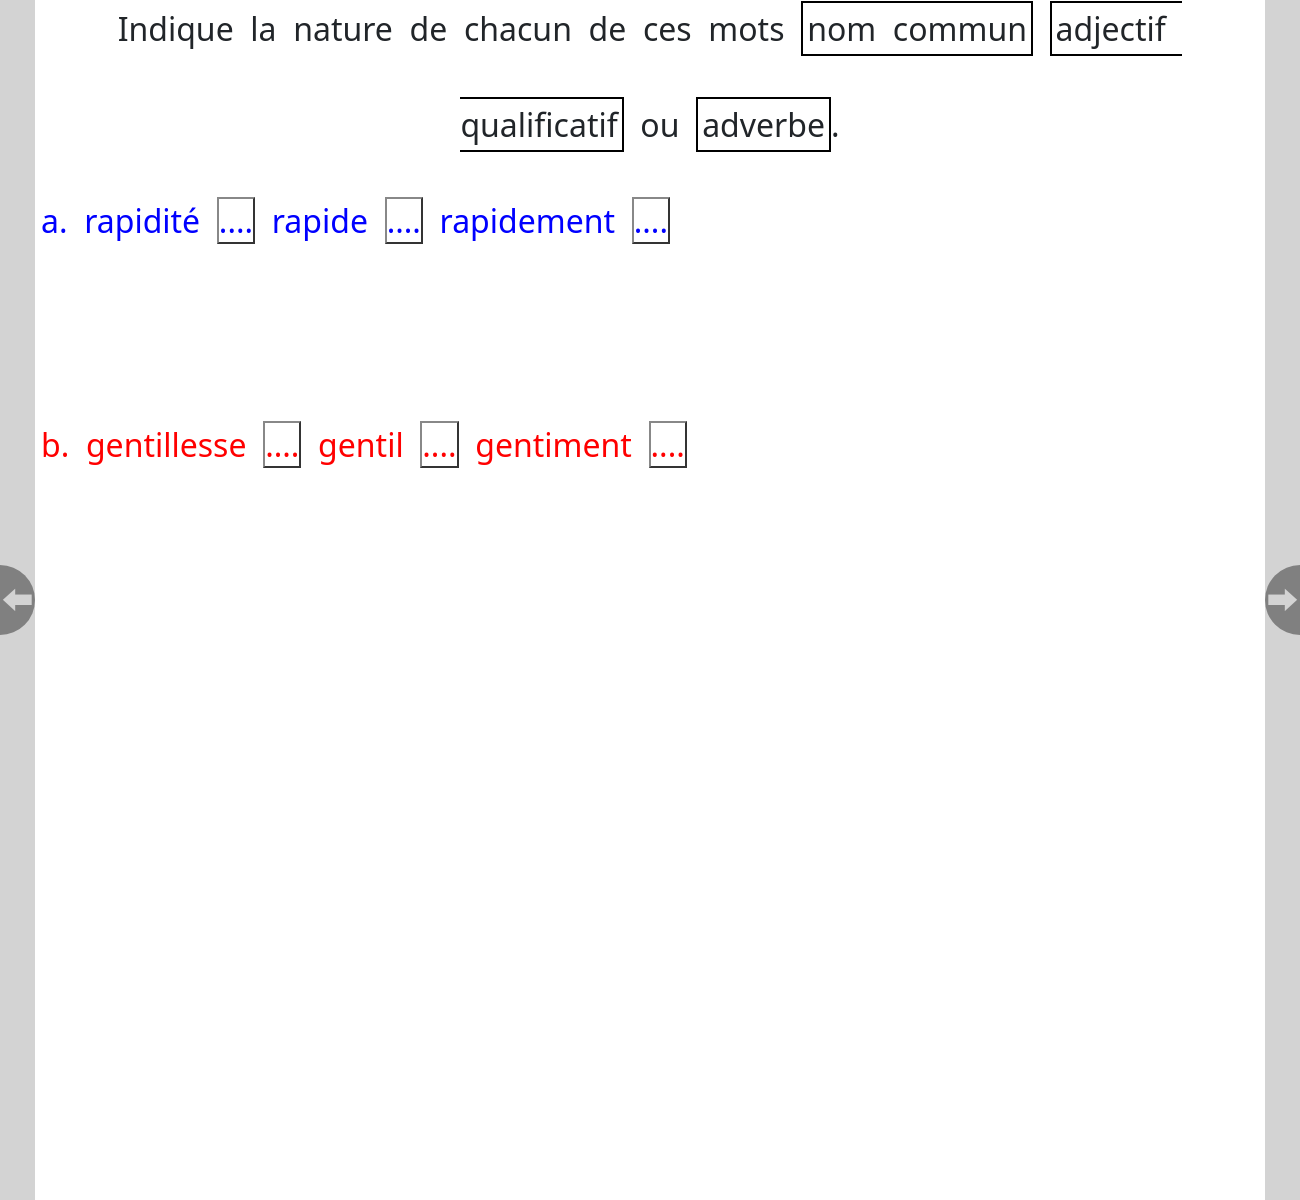 Indique la nature de chacun de ces mots nom commun adjectif
qualificatif ou adverbe.
a. rapidité .... rapide .... rapidement ....
b. gentillesse .... gentil .... gentiment ....